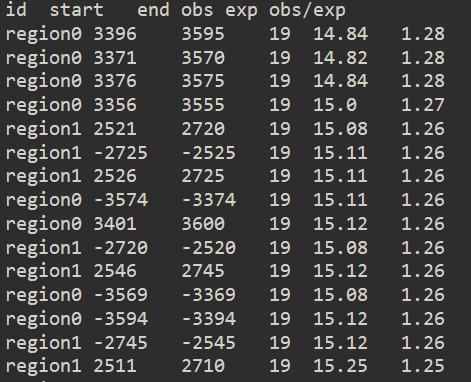 id start end obs exp obs/exp
region0 3396 3595 19 14.84 1.28
region0 3371 3570 19 14.82 1.28
region0 3376 3575 19 14.84 1.28
region0 3356 3555 19 15.0 1.27
region1 2521 2720 19 15.08 1.26
region1 -2725 -2525 19 15.11 1.26
region1 2526 2725 19 15.11 1.26
region0 -3574 -3374 19 15.11 1.26
region0 3401 3600 19 15.12 1.26
region1 -2720 -2520 19 15.08 1.26
region1 2546 2745 19 15.12 1.26
region0 -3569 -3369 19 15.08 1.26
region0 -3594 -3394 19 15.12 1.26
region1 -2745 -2545 19 15.12 1.26
region1 2511 2710 19 15.25 1.25